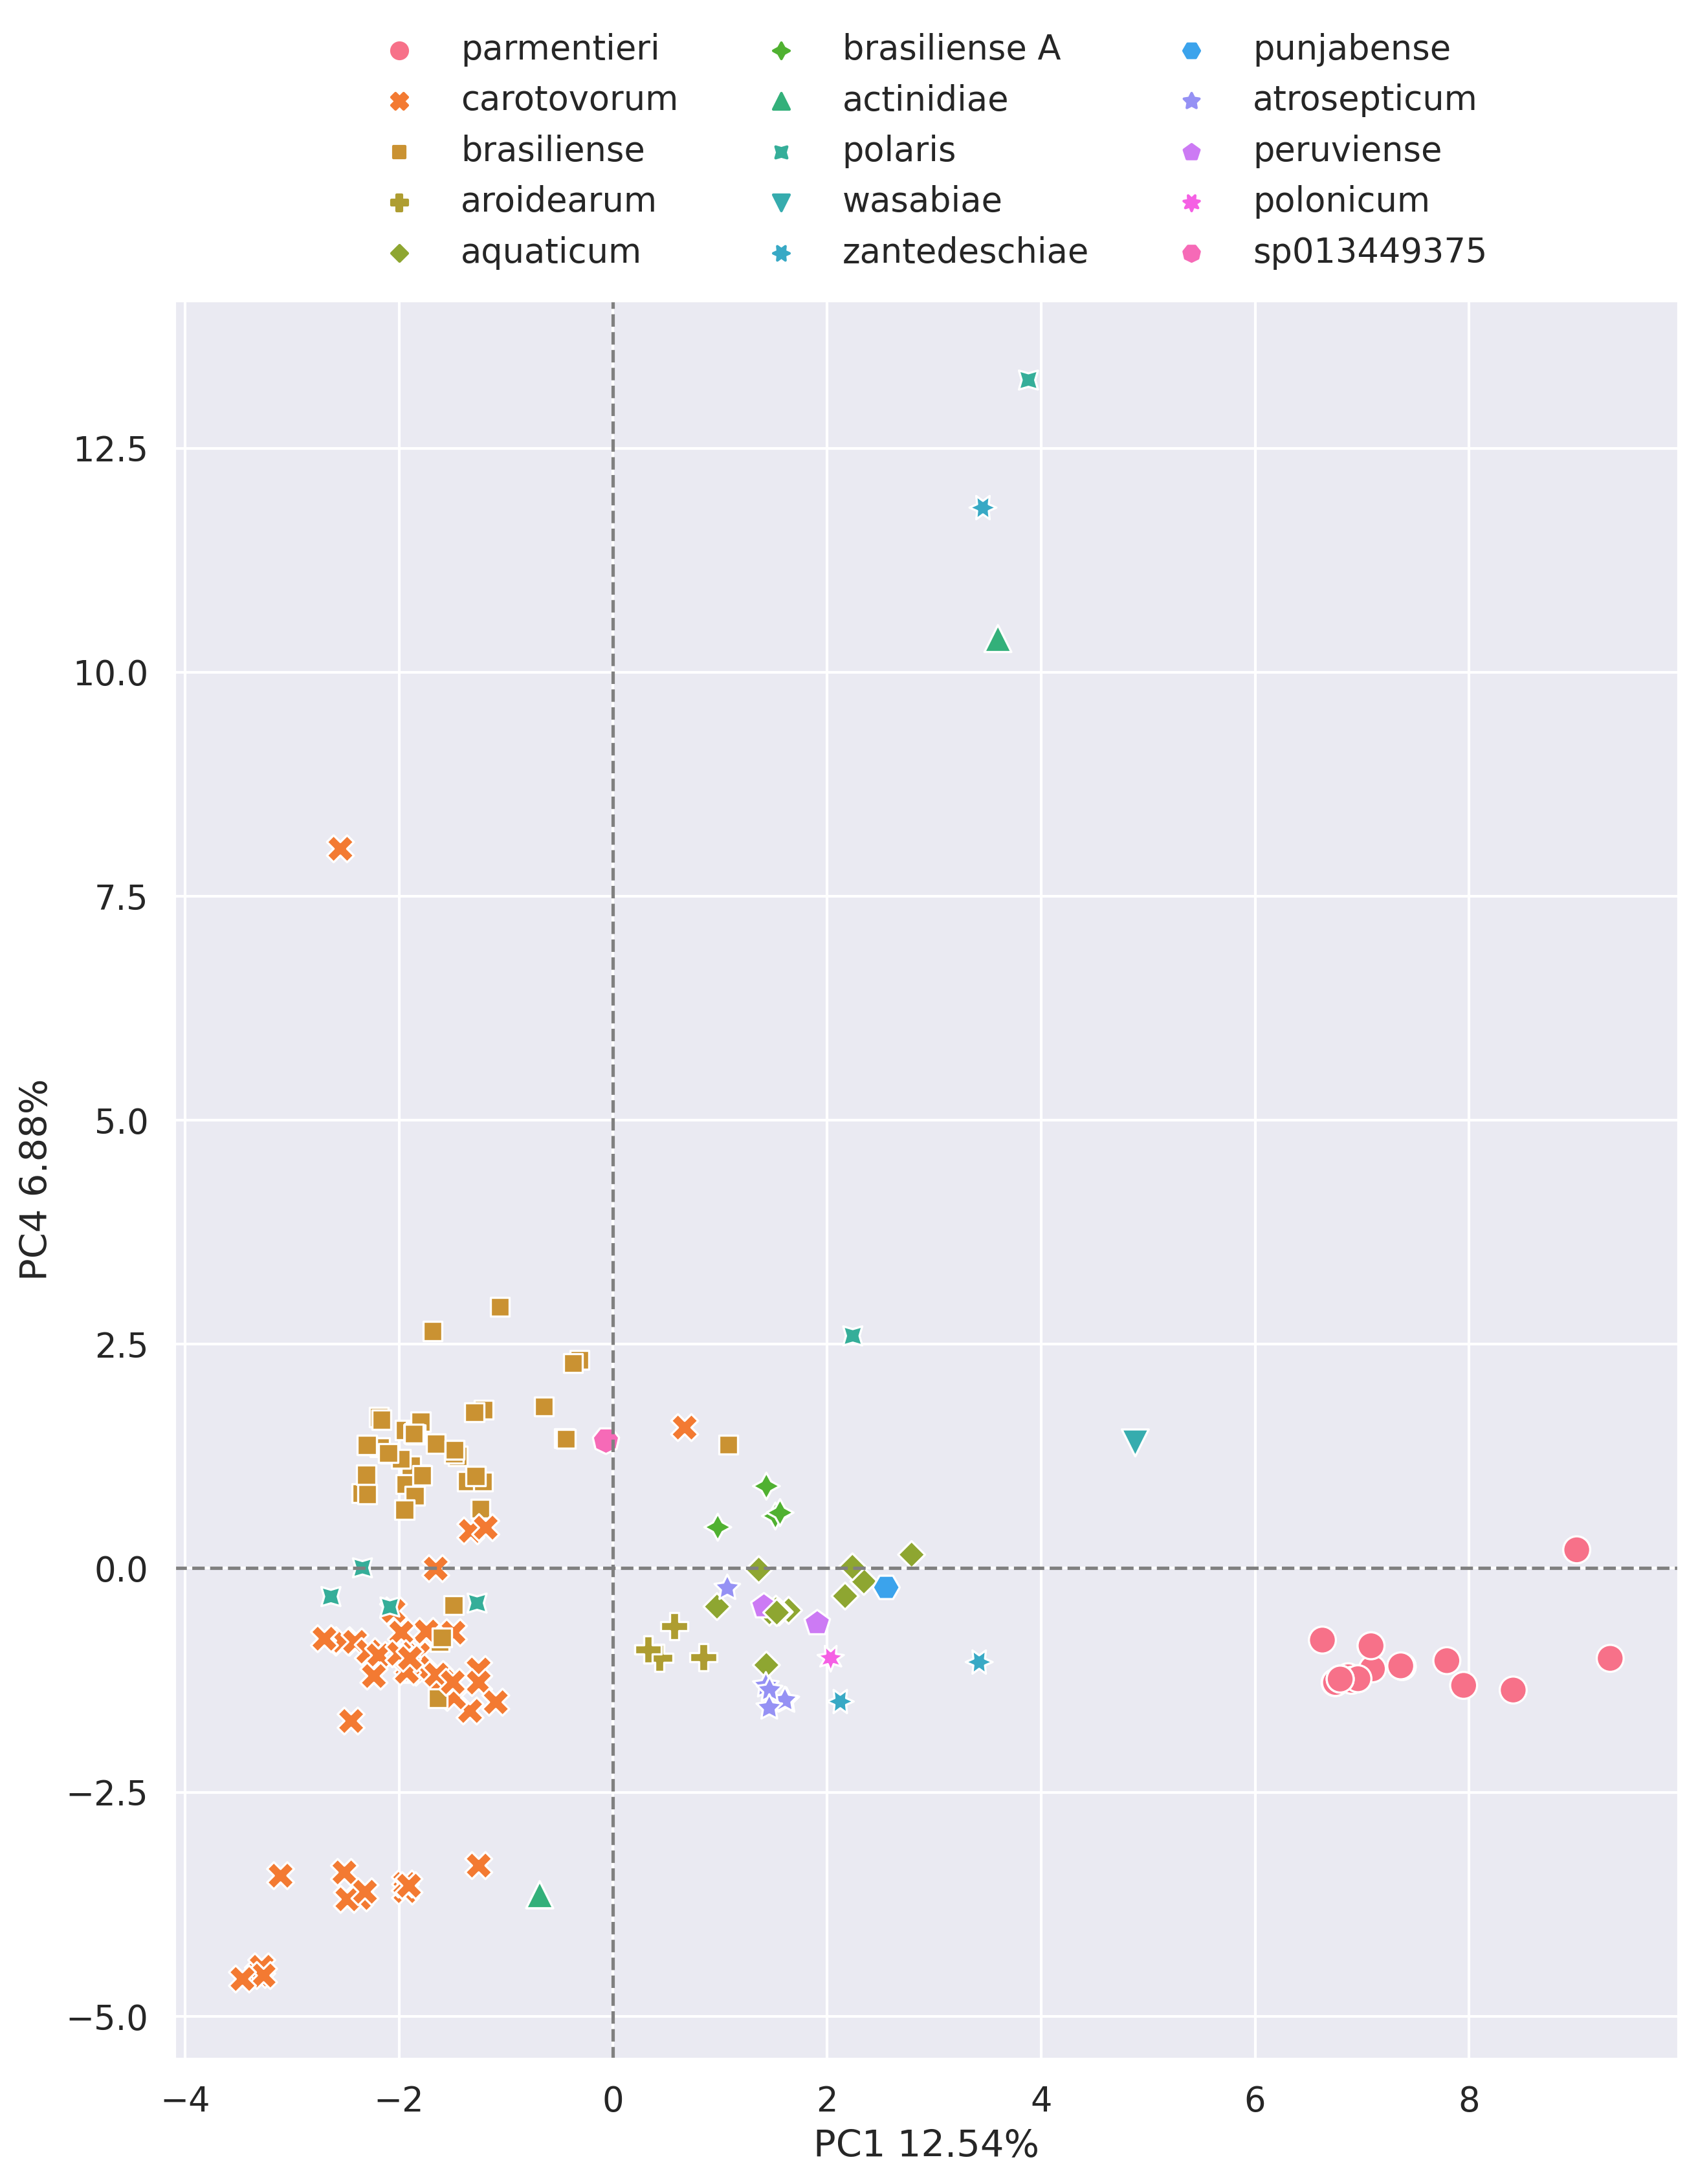 parmentieri
carotovorum
brasiliense
aroidearum
aquaticum
brasiliense A
actinidiae
polaris
wasabiae
zantedeschiae
punjabense
atrosepticum
peruviense
polonicum
sp013449375
12.5
10.0
7.5
5.0
2.5
0.0
−2.5
−5.0
PC4 6.88%
−4 −2 0 2 4 6 8
PC1 12.54%